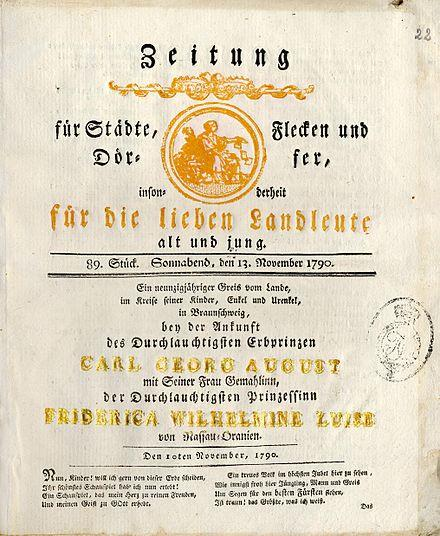 22
Zeitung
für Städte, Flecken und
Dör- fer,
inson- derheit
für die lieben Landleute
alt und jung.
89. Stück. Sonnabend, den 13. November 1790.
Ein neunzigjähriger Greis vom Lande,
im Kreise seiner Kinder, Enkel und Urenkel,
in Braunschweig,
bey der Ankunft
des Durchlauchtigsten Erbprinzen
CARL GEORG AUGUST
mit Seiner Frau Gemahlinn,
der Durchlauchtigsten Prinzessinn
FRIDERICA WILHELMINE LUISE
von Nassau-Oranien.
Den 10ten November, 1790.
Nun, Kinder! will ich gern von dieser Erde scheiden,
Ihr schönstes Schauspiel hab' ich nun erlebt!
Ein Schauspiel, das mein Herz zu reinen Freuden,
Und meinen Geist zu Gott erhebt.
Ein treues Volk im höchsten Jubel hier zu sehen,
Wie innigst froh hier Jüngling, Mann und Greis
Um Segen für den besten Fürsten flehen,
Ist traun! das Größte, was ich weiß.
Das